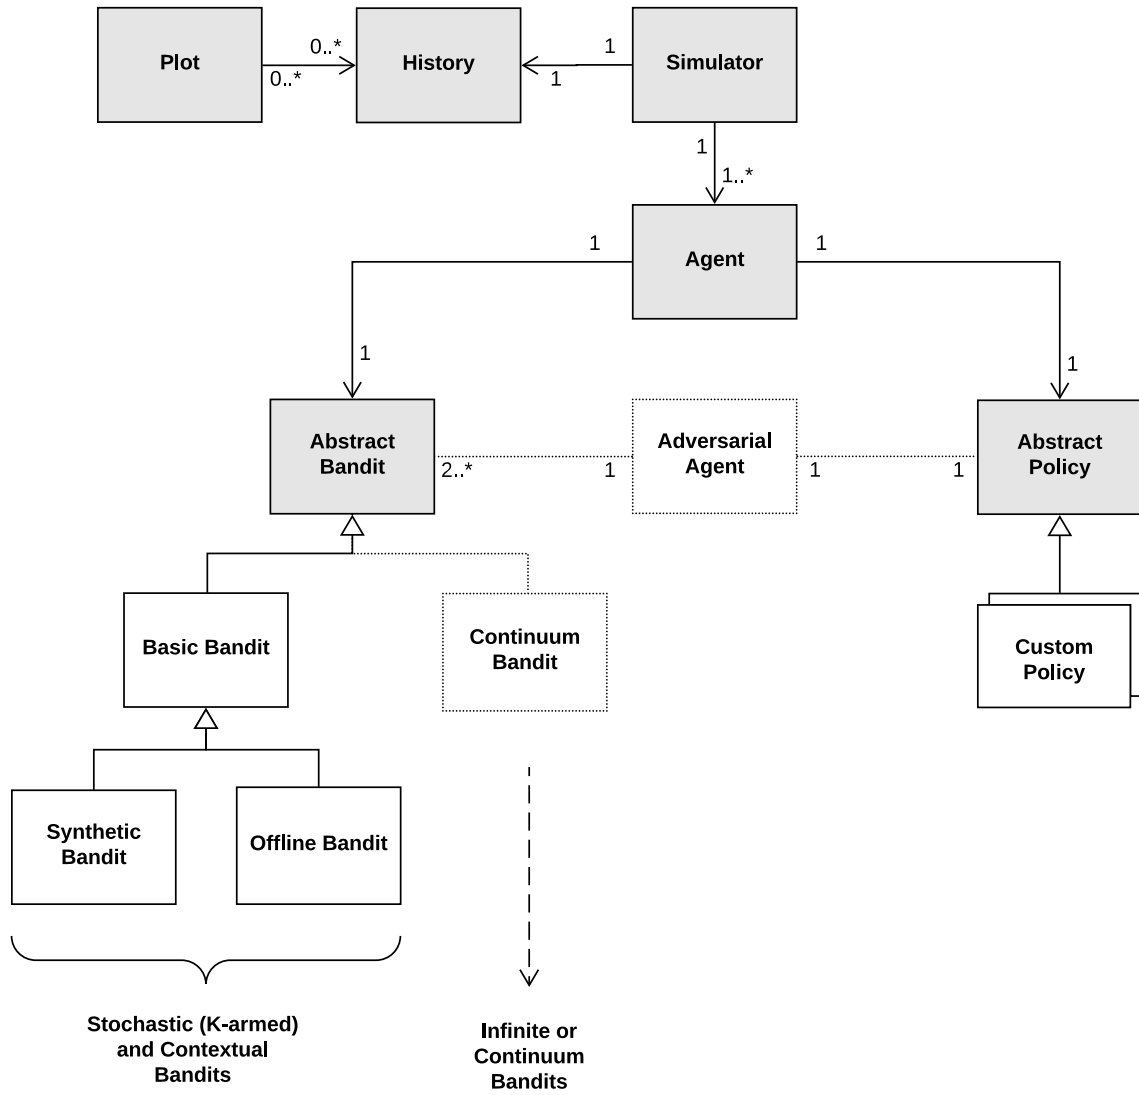 Plot
0..*
0..*
History
1
1
Simulator
1
1..*
Agent
1
1
1
1
Abstract
Bandit
2..*
1
Adversarial
Agent
1
1
Abstract
Policy
Basic Bandit
Continuum
Bandit
Custom
Policy
Synthetic
Bandit
Offline Bandit
Stochastic (K-armed)
and Contextual
Bandits
Infinite or
Continuum
Bandits